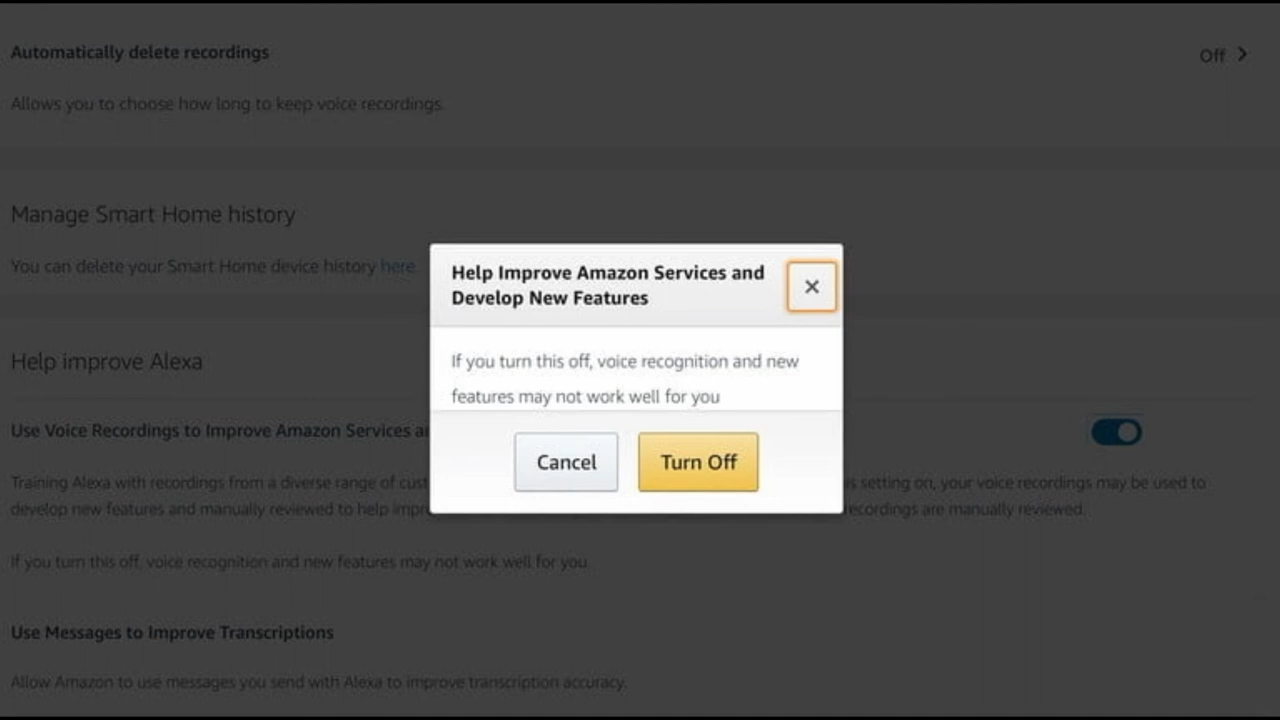 Automatically delete recordings
Off
Allows you to choose how long to keep voice recordings.
Manage Smart Home history
You can delete your Smart Home device history here.
Help Improve Amazon Services and
Develop New Features
If you turn this off, voice recognition and new
features may not work well for you
Cancel
Turn Off
Help improve Alexa
Use Voice Recordings to Improve Amazon Services
Training Alexa with recordings from a diverse range of setting on, your voice recordings may be used to
develop new features and manually reviewed to help recordings are manually reviewed.
If you turn this off, voice recognition and new features may not work well for you.
Use Messages to Improve Transcriptions
Allow Amazon to use messages you send with Alexa to improve transcription accuracy.